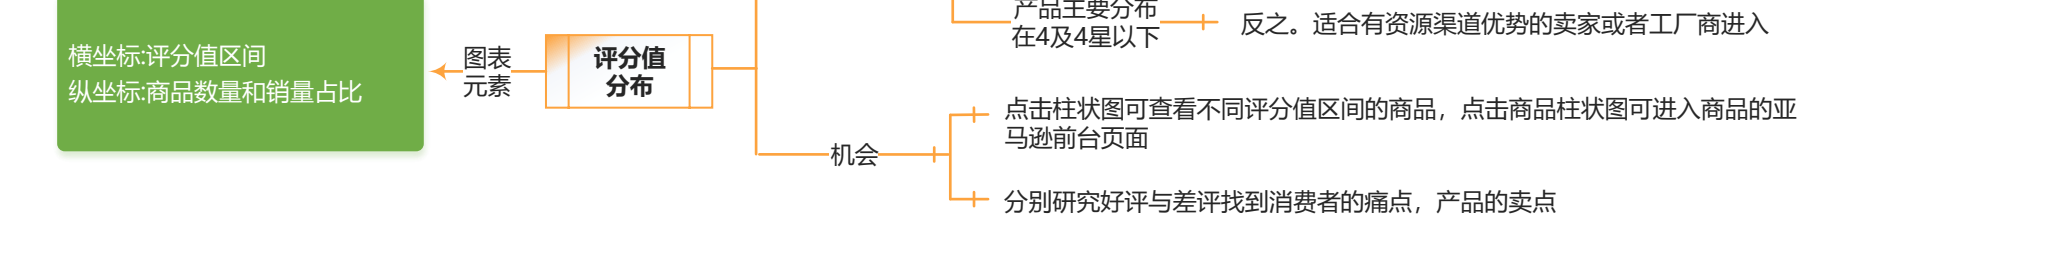 横坐标:评分值区间
纵坐标:商品数量和销量占比
图表
元素
评分值
分布
产品主要分布
在4及4星以下
反之。适合有资源渠道优势的卖家或者工厂商进入
机会
点击柱状图可查看不同评分值区间的商品，点击商品柱状图可进入商品的亚
马逊前台页面
分别研究好评与差评找到消费者的痛点，产品的卖点